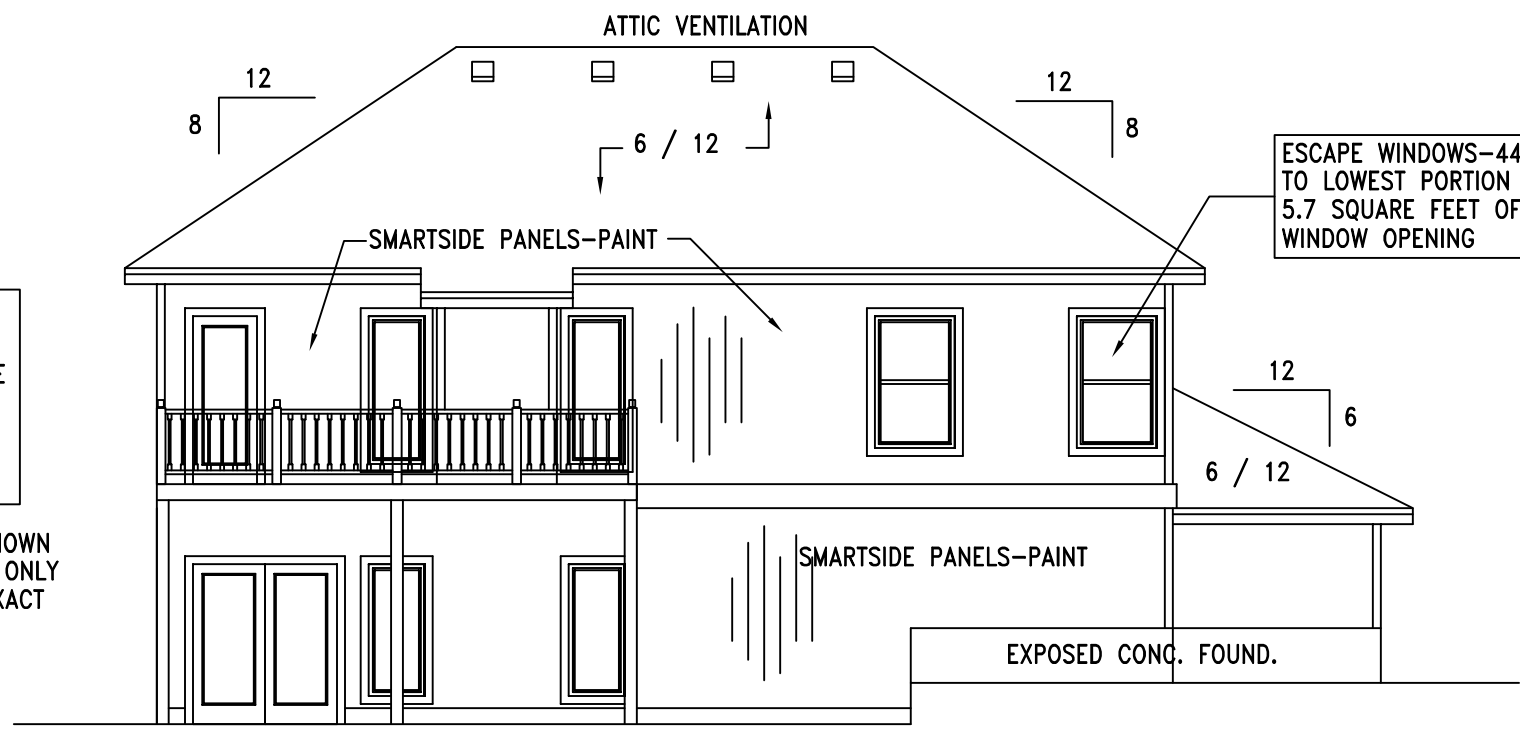 ATTIC VENTILATION
12
8
12
8
6 / 12
ESCAPE WINDOWS-44
TO LOWEST PORTION
5.7 SQUARE FEET OF
WINDOW OPENING
SMARTSIDE PANELS-PAINT
12
6
6 / 12
ONLY
SMARTSIDE PANELS-PAINT
EXPOSED CONC. FOUND.